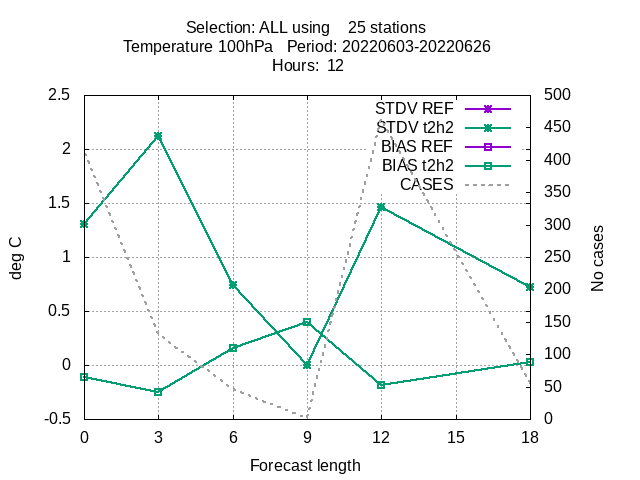 Selection: ALL using 25 stations
Temperature 100hPa Period: 20220603-20220626
Hours: 12
STDV REF
STDV t2h2
BIAS REF
BIAS t2h2
CASES
deg C
2.5
2
1.5
1
0.5
0
-0.5
500
450
400
350
300
250
200
150
100
50
0
No cases
0 3 6 9 12 15 18
Forecast length